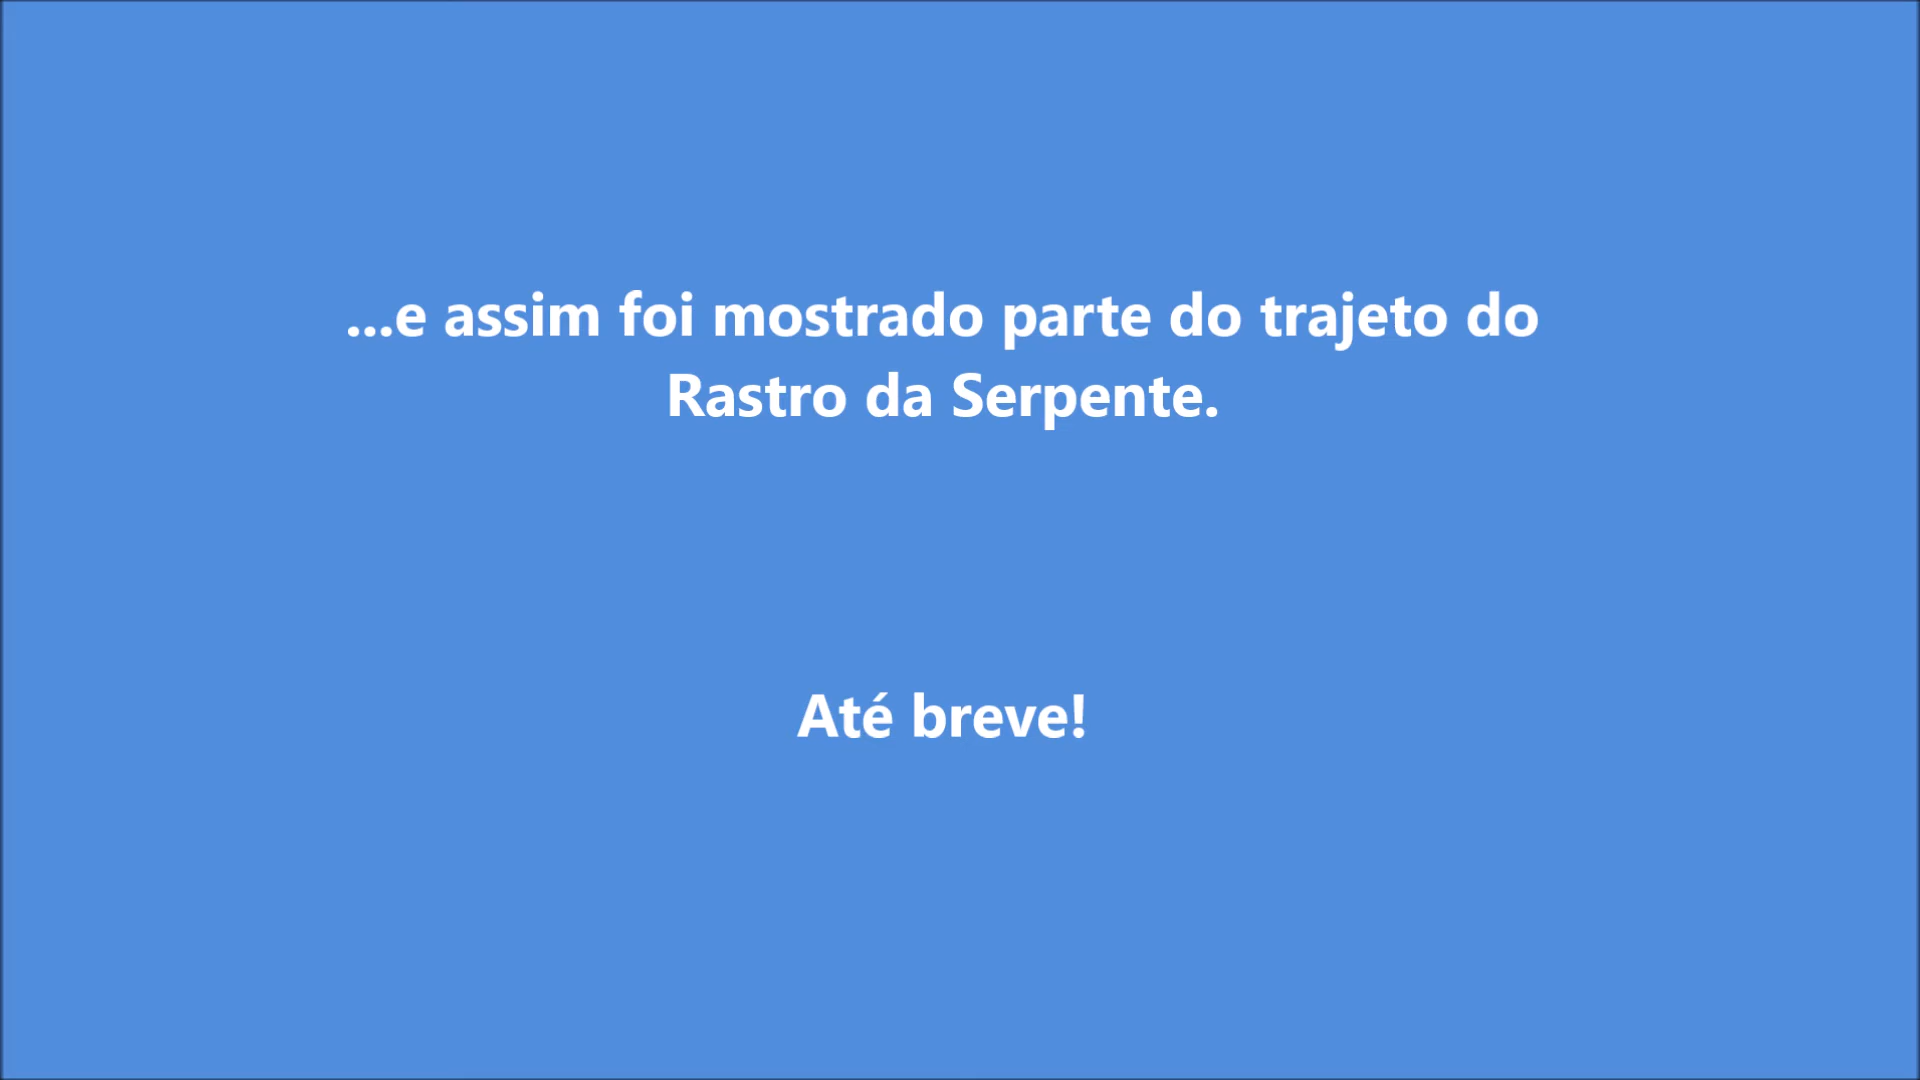 ...e assim foi mostrado parte do trajeto do
Rastro da Serpente.
Até breve!